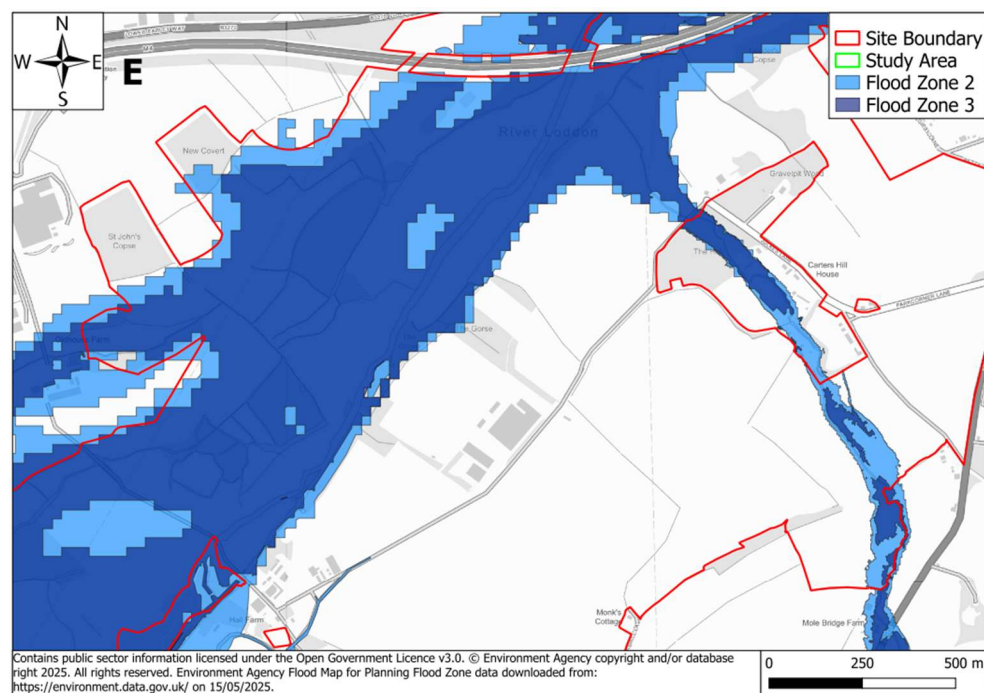 N
W E
S
E
M4
B3270
Site Boundary
Study Area
Flood Zone 2
Flood Zone 3
Copse
River Loddon
New Covert
Gravelpit Wood
St John's
Copse
Carters Hill
House
PARKCORNER LANE
Gorse
Monk's
Cottage
Hall Farm
Mole Bridge Farm
Contains public sector information licensed under the Open Government Licence v3.0. © Environment Agency copyright and/or database
right 2025. All rights reserved. Environment Agency Flood Map for Planning Flood Zone data downloaded from:
https://environment.data.gov.uk/ on 15/05/2025.
0 250 500 m